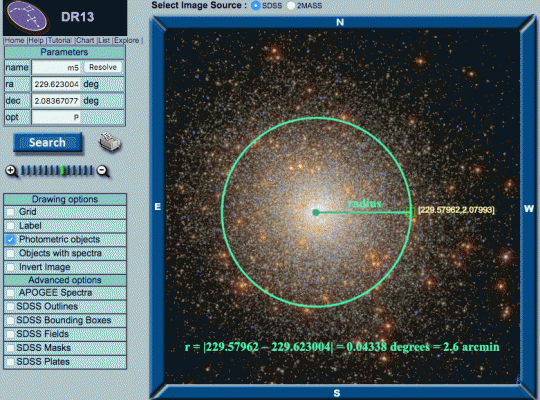 DR13
|Home |Help |Tutorial |Chart |List |Explore |
Parameters
name m5 Resolve
ra 229.623004 deg
dec 2.08367077 deg
opt P
Search
Drawing options
Grid
Label
Photometric objects
Objects with spectra
Invert Image
Advanced options
APOGEE Spectra
SDSS Outlines
SDSS Bounding Boxes
SDSS Fields
SDSS Masks
SDSS Plates
Select Image Source : SDSS 2MASS
N
E
radius
[229.57962,2.07993]
W
r = |229.57962 − 229.623004| = 0.04338 degrees = 2.6 arcmin
S